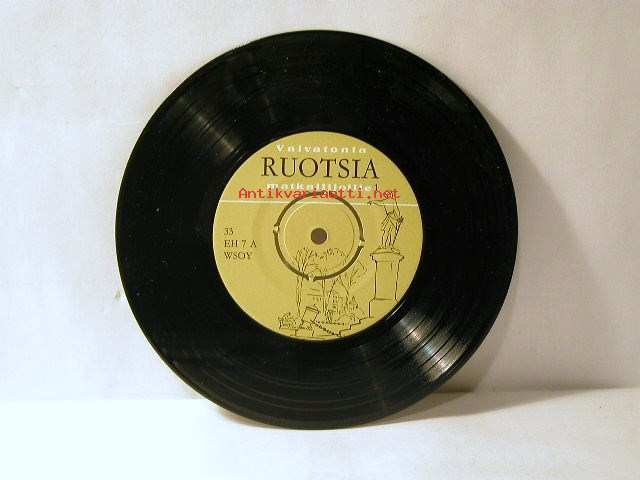 Vaivatonta
RUOTSIA
matkailijoille!
Antikvariaatti.net
33
EH 7 A
WSOY